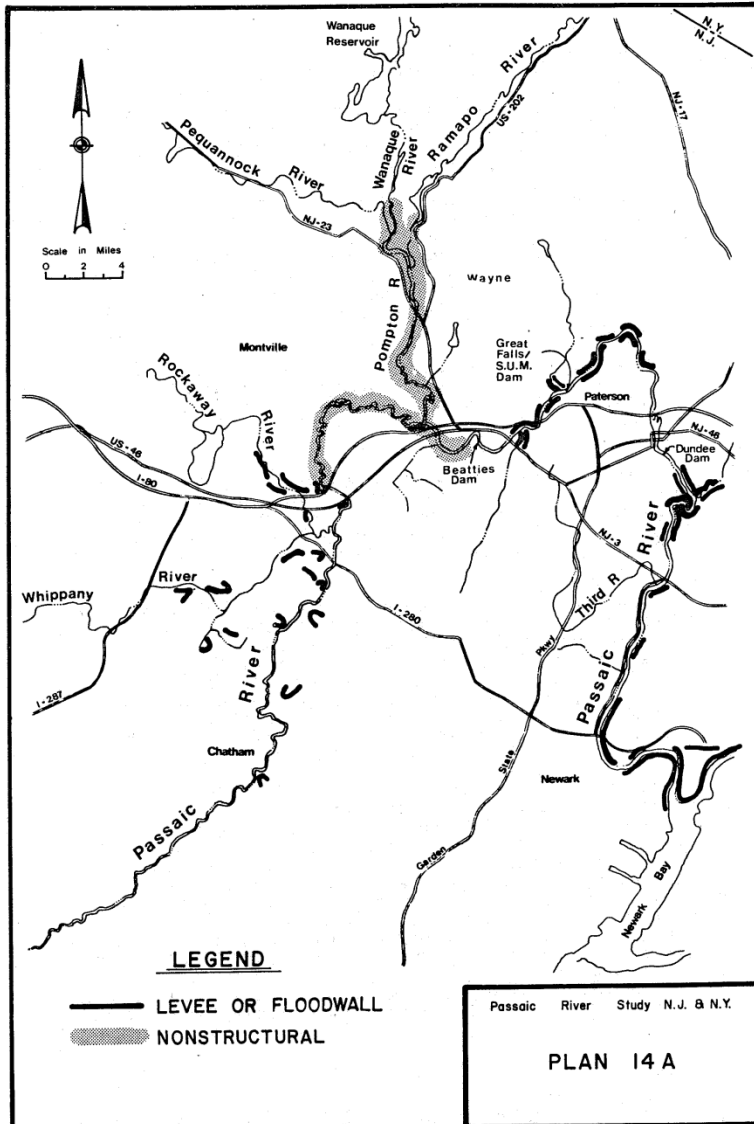 N.Y.
N.J.
Wanaque
Reservoir
Ramapo River
US-202
NJ-17
Pequannock River
Wanaque River
NJ-23
Scale in Miles
0 2 4
Wayne
Pompton R
Montville
Great
Falls/
S.U.M.
Dam
Rockaway River
Paterson
NJ-46
US-46
I-80
Dundee
Dam
Beatties
Dam
NJ-3
River
Whippany River
Third R
I-280
Pkwy
Passaic
River
I-287
Chatham
State
Newark
Passaic
Garden
Newark Bay
LEGEND
LEVEE OR FLOODWALL
NONSTRUCTURAL
Passaic River Study N.J. & N.Y.
PLAN 14 A